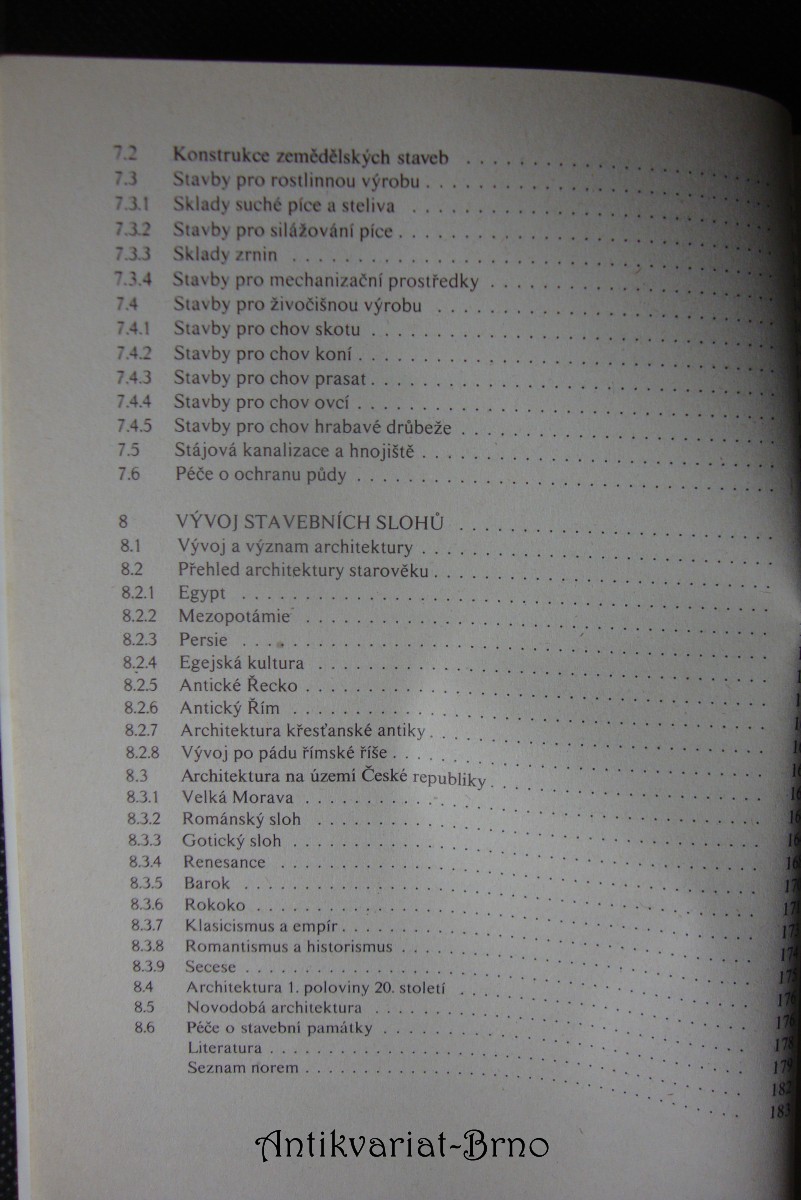 7.2 Konstrukce zemědělských staveb . . . . . . . . . . . . . . .
7.3 Stavby pro rostlinnou výrobu . . . . . . . . . . . . . . .
7.3.1 Sklady suché píce a steliva . . . . . . . . . . . . . . .
7.3.2 Stavby pro silážování píce . . . . . . . . . . . . . . .
7.3.3 Sklady zrnin . . . . . . . . . . . . . . .
7.3.4 Stavby pro mechanizační prostředky . . . . . . . . . . . . . . .
7.4 Stavby pro živočišnou výrobu . . . . . . . . . . . . . . .
7.4.1 Stavby pro chov skotu . . . . . . . . . . . . . . .
7.4.2 Stavby pro chov koní . . . . . . . . . . . . . . .
7.4.3 Stavby pro chov prasat . . . . . . . . . . . . . . .
7.4.4 Stavby pro chov ovcí . . . . . . . . . . . . . . .
7.4.5 Stavby pro chov hrabavé drůbeže . . . . . . . . . . . . . . .
7.5 Stájová kanalizace a hnojiště . . . . . . . . . . . . . . .
7.6 Péče o ochranu půdy . . . . . . . . . . . . . . .
8 VÝVOJ STAVEBNÍCH SLOHŮ . . . . . . . . . . . . . . .
8.1 Vývoj a význam architektury . . . . . . . . . . . . . . .
8.2 Přehled architektury starověku . . . . . . . . . . . . . . .
8.2.1 Egypt . . . . . . . . . . . . . . .
8.2.2 Mezopotámie . . . . . . . . . . . . . . .
8.2.3 Persie . . . . . . . . . . . . . . .
8.2.4 Egejská kultura . . . . . . . . . . . . . . .
8.2.5 Antické Řecko . . . . . . . . . . . . . . .
8.2.6 Antický Řím . . . . . . . . . . . . . . .
8.2.7 Architektura křesťanské antiky . . . . . . . . . . . . . . .
8.2.8 Vývoj po pádu římské říše . . . . . . . . . . . . . . .
8.3 Architektura na území České republiky . . . . . . . . . . . . . . .
8.3.1 Velká Morava . . . . . . . . . . . . . . .
8.3.2 Románský sloh . . . . . . . . . . . . . . .
8.3.3 Gotický sloh . . . . . . . . . . . . . . .
8.3.4 Renesance . . . . . . . . . . . . . . .
8.3.5 Barok . . . . . . . . . . . . . . .
8.3.6 Rokoko . . . . . . . . . . . . . . .
8.3.7 Klasicismus a empír . . . . . . . . . . . . . . . 174
8.3.8 Romantismus a historismus . . . . . . . . . . . . . . . 175
8.3.9 Secese . . . . . . . . . . . . . . . 176
8.4 Architektura 1. poloviny 20. století . . . . . . . . . . . . . . . 176
8.5 Novodobá architektura . . . . . . . . . . . . . . . 178
8.6 Péče o stavební památky . . . . . . . . . . . . . . . 179
Literatura . . . . . . . . . . . . . . . 182
Seznam norem . . . . . . . . . . . . . . . 183
Antikvariat-Brno